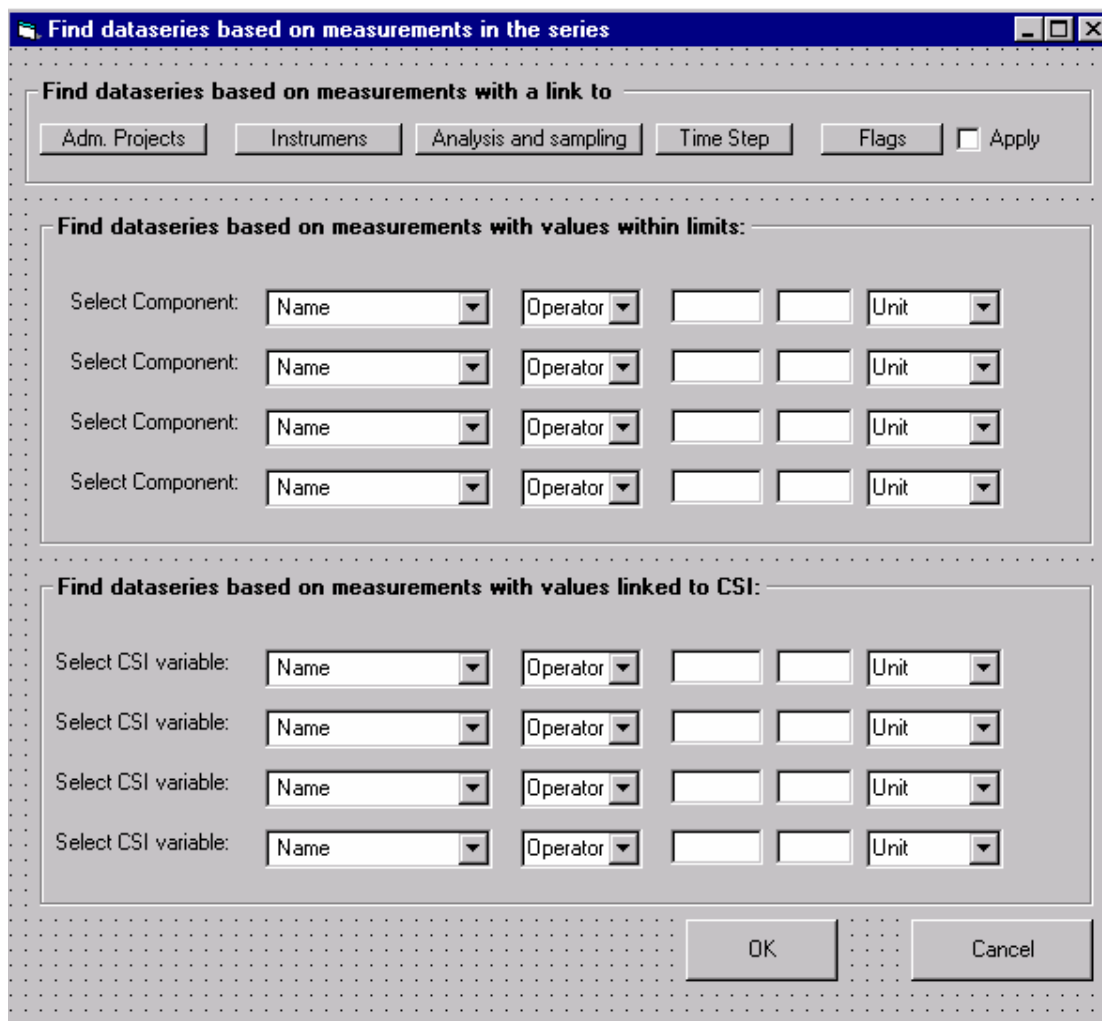 Find dataseries based on measurements in the series
Find dataseries based on measurements with a link to
Adm. Projects Instrumens Analysis and sampling Time Step Flags Apply
Find dataseries based on measurements with values within limits:
Select Component: Name Operator Unit
Select Component: Name Operator Unit
Select Component: Name Operator Unit
Select Component: Name Operator Unit
Find dataseries based on measurements with values linked to CSI:
Select CSI variable: Name Operator Unit
Select CSI variable: Name Operator Unit
Select CSI variable: Name Operator Unit
Select CSI variable: Name Operator Unit
OK Cancel